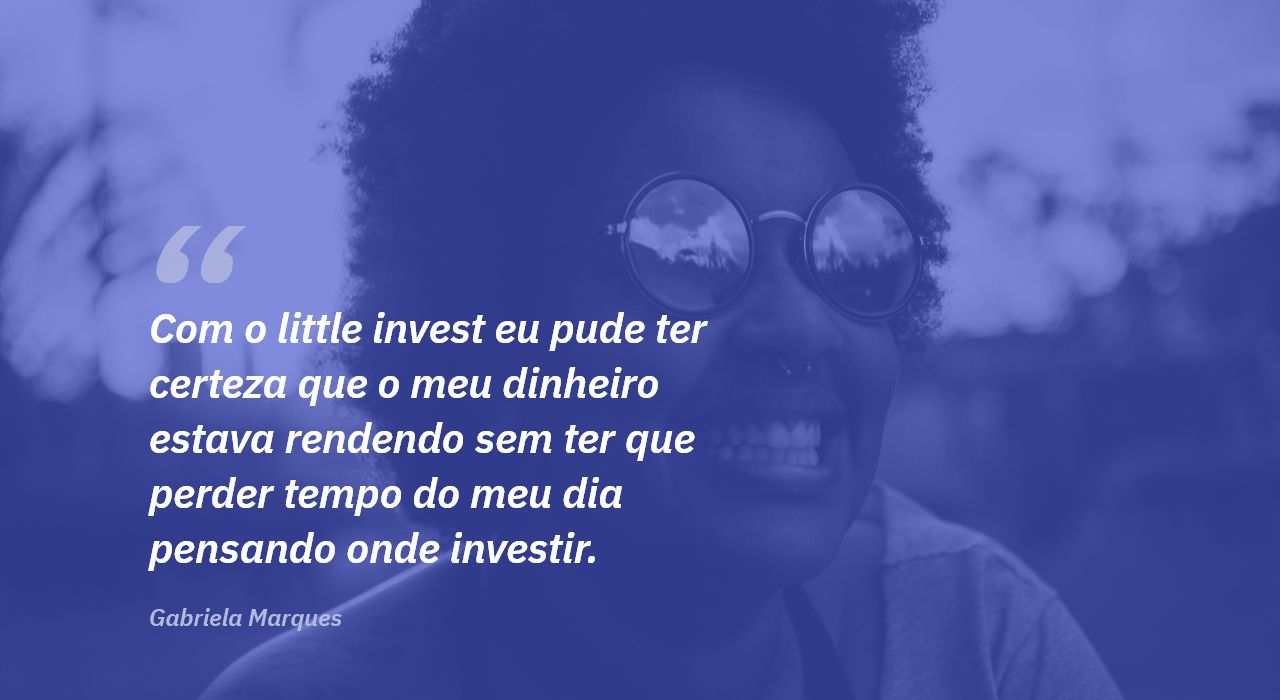 “
Com o little invest eu pude ter
certeza que o meu dinheiro
estava rendendo sem ter que
perder tempo do meu dia
pensando onde investir.
Gabriela Marques